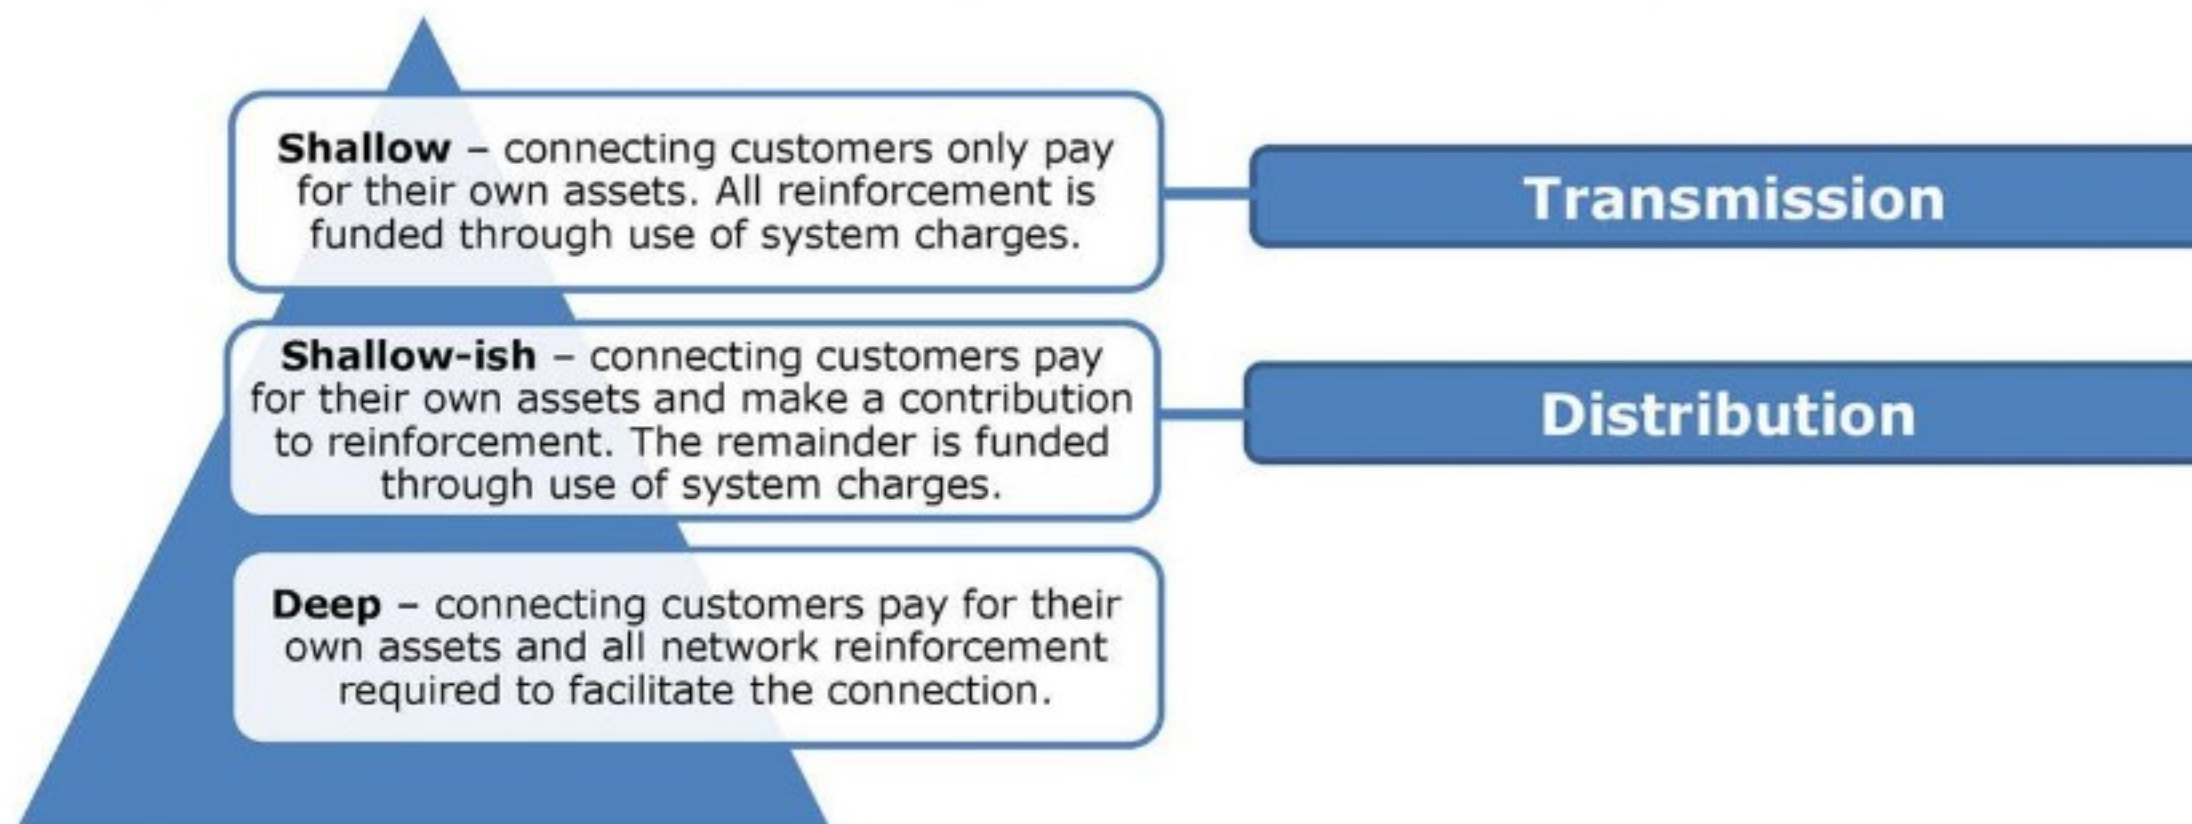 Shallow – connecting customers only pay
for their own assets. All reinforcement is
funded through use of system charges.
Transmission
Shallow-ish – connecting customers pay
for their own assets and make a contribution
to reinforcement. The remainder is funded
through use of system charges.
Distribution
Deep – connecting customers pay for their
own assets and all network reinforcement
required to facilitate the connection.